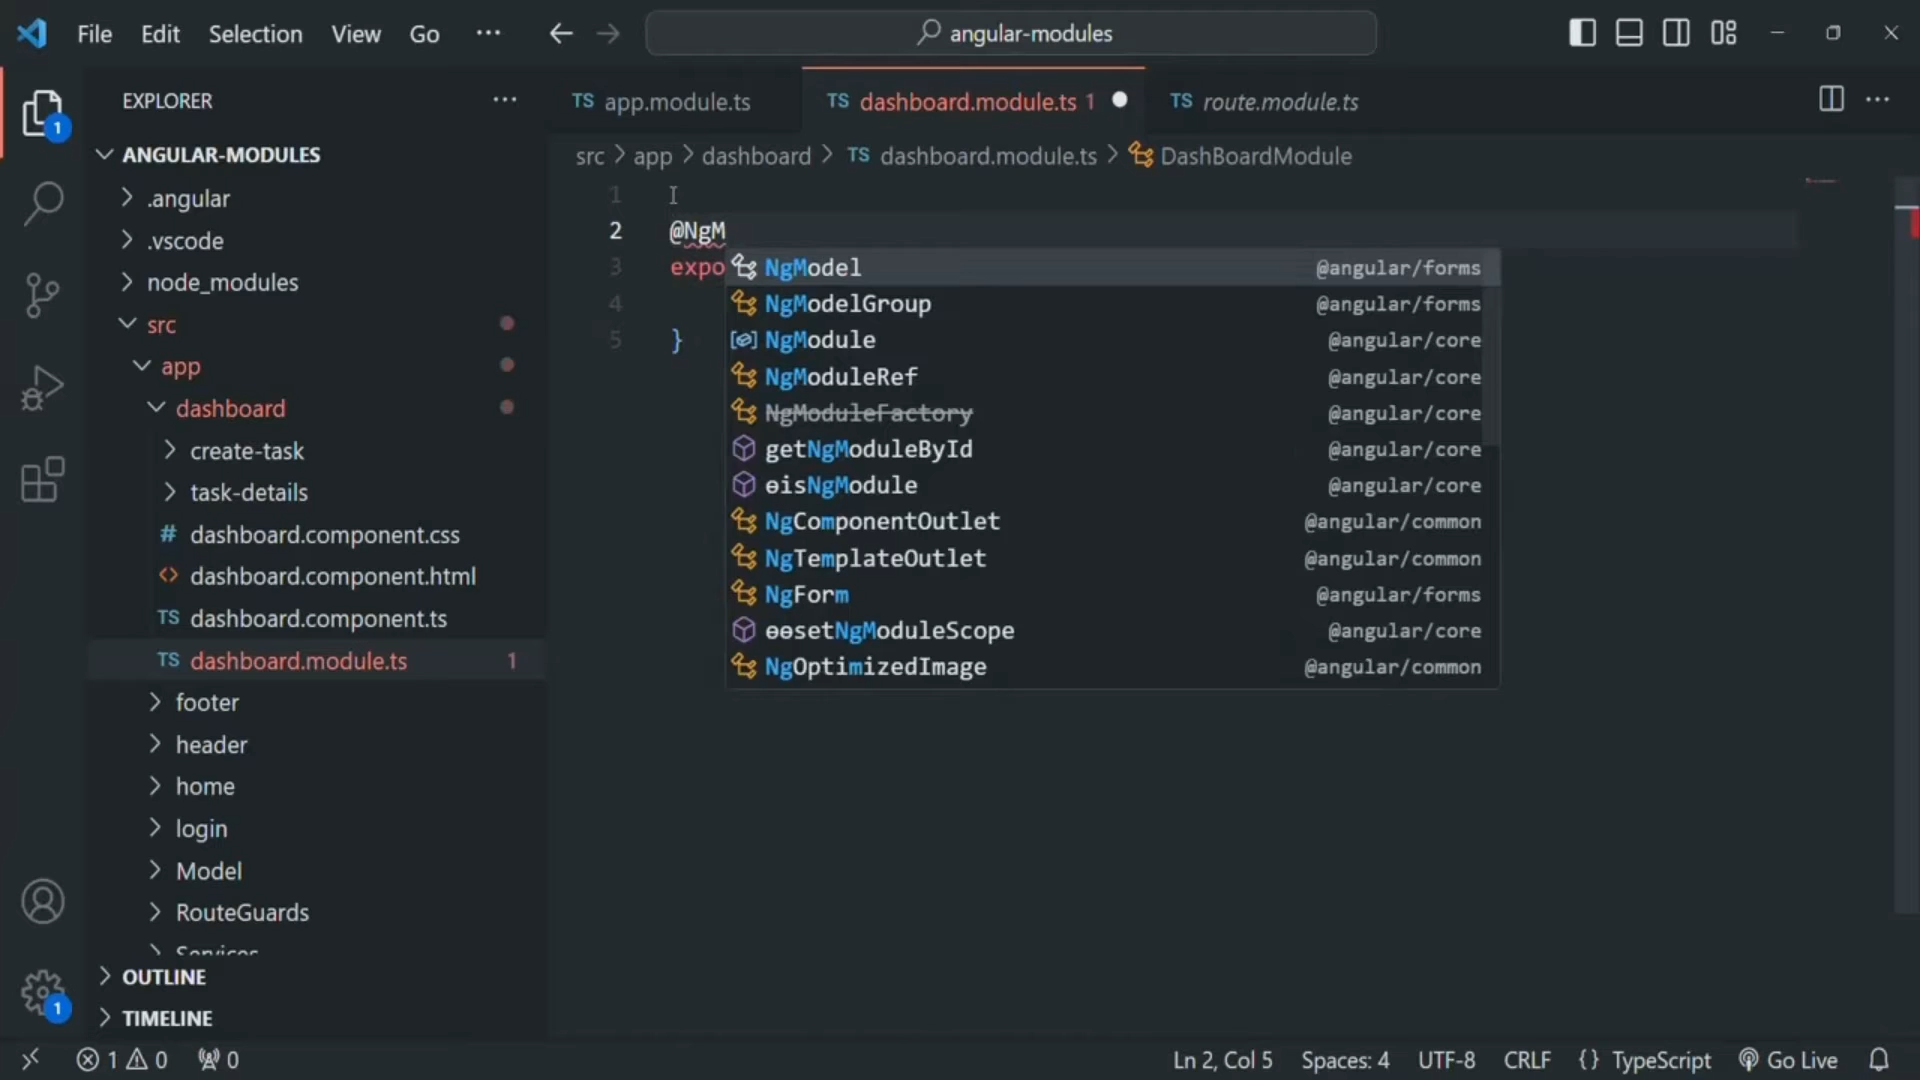 File Edit Selection View Go ··· angular-modules
EXPLORER ···
ANGULAR-MODULES
.angular
.vscode
node_modules
src
app
dashboard
create-task
task-details
# dashboard.component.css
<> dashboard.component.html
TS dashboard.component.ts
TS dashboard.module.ts 1
footer
header
home
login
Model
RouteGuards
Services
OUTLINE
TIMELINE
1
1
TS app.module.ts TS dashboard.module.ts 1 TS route.module.ts ···
src > app > dashboard > TS dashboard.module.ts > DashBoardModule
1
2 @NgM
3 expo
4
5 }
NgModel @angular/forms
NgModelGroup @angular/forms
NgModule @angular/core
NgModuleRef @angular/core
NgModuleFactory @angular/core
getNgModuleById @angular/core
ɵisNgModule @angular/core
NgComponentOutlet @angular/common
NgTemplateOutlet @angular/common
NgForm @angular/forms
ɵɵsetNgModuleScope @angular/core
NgOptimizedImage @angular/common
1 0 0 Ln 2, Col 5 Spaces: 4 UTF-8 CRLF {} TypeScript Go Live